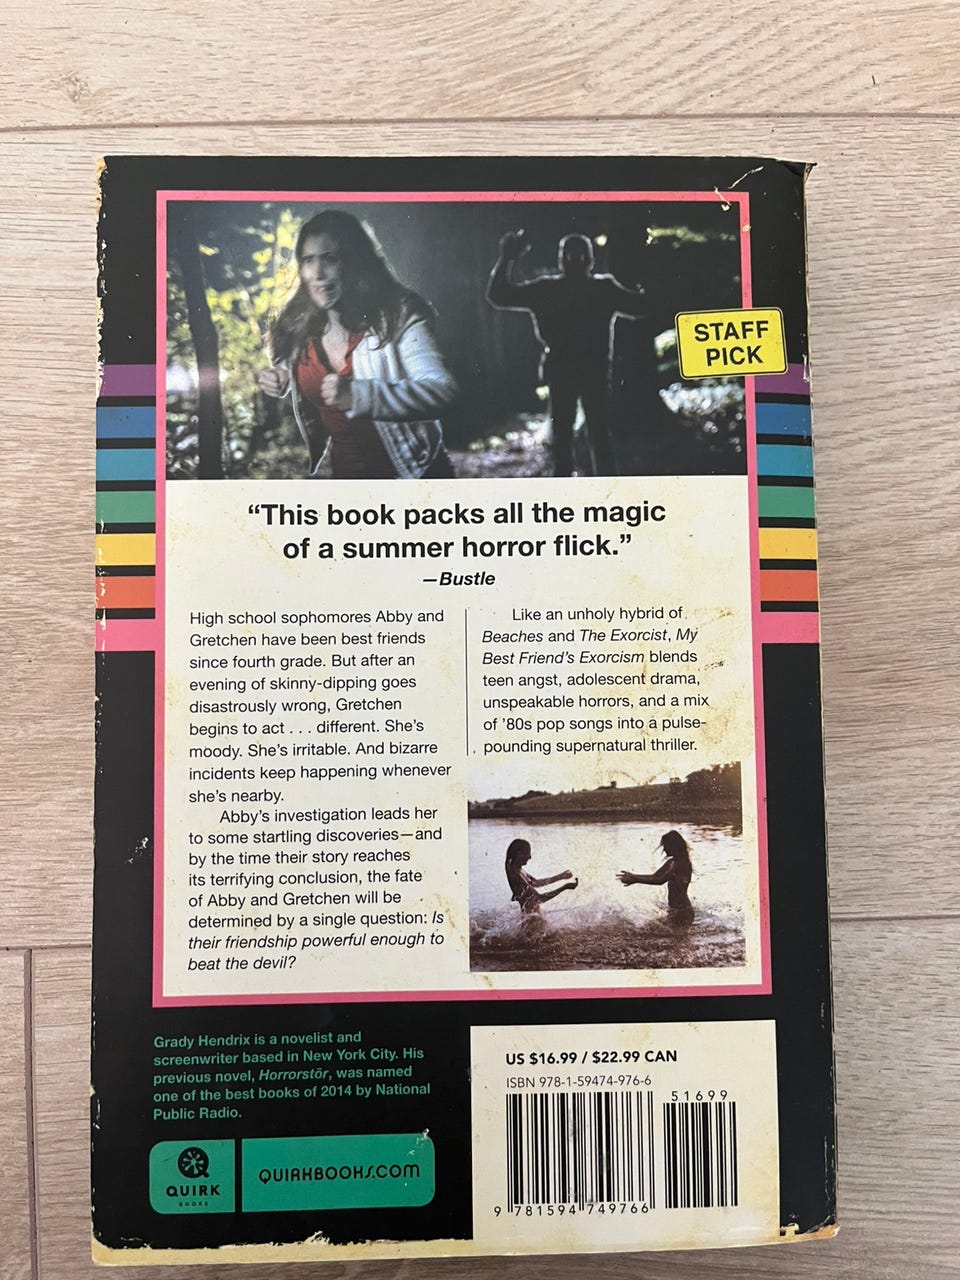 STAFF
PICK
“This book packs all the magic
of a summer horror flick.”
—Bustle
High school sophomores Abby and
Gretchen have been best friends
since fourth grade. But after an
evening of skinny-dipping goes
disastrously wrong, Gretchen
begins to act . . . different. She’s
moody. She’s irritable. And bizarre
incidents keep happening whenever
she’s nearby.
Abby’s investigation leads her
to some startling discoveries—and
by the time their story reaches
its terrifying conclusion, the fate
of Abby and Gretchen will be
determined by a single question: Is
their friendship powerful enough to
beat the devil?
Like an unholy hybrid of
Beaches and The Exorcist, My
Best Friend’s Exorcism blends
teen angst, adolescent drama,
unspeakable horrors, and a mix
of ’80s pop songs into a pulse-
pounding supernatural thriller.
Grady Hendrix is a novelist and
screenwriter based in New York City. His
previous novel, Horrorstör, was named
one of the best books of 2014 by National
Public Radio.
QUIRK
BOOKS
QUIRKBOOKS.COM
US $16.99 / $22.99 CAN
ISBN 978-1-59474-976-6
51699
9 781594 749766